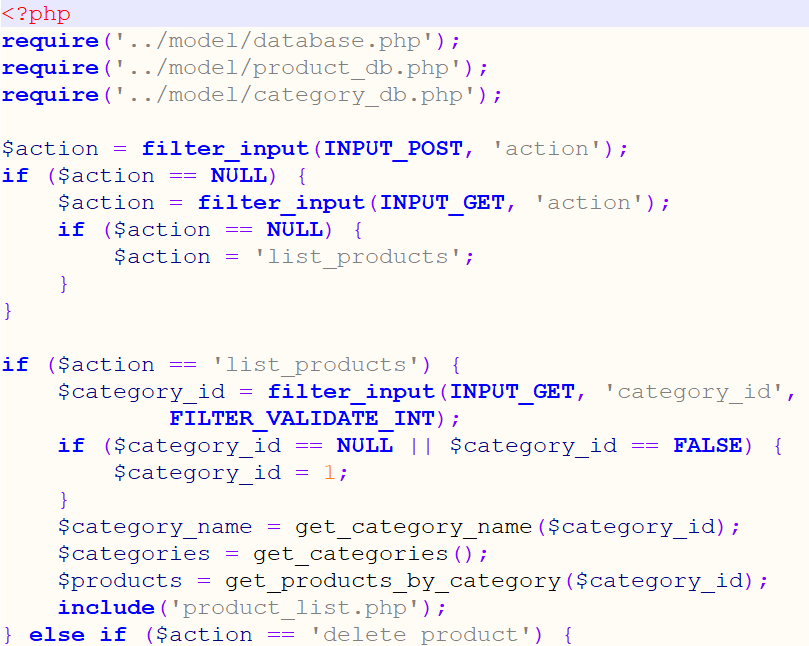 <?php
require('../model/database.php');
require('../model/product_db.php');
require('../model/category_db.php');

$action = filter_input(INPUT_POST, 'action');
if ($action == NULL) {
    $action = filter_input(INPUT_GET, 'action');
    if ($action == NULL) {
        $action = 'list_products';
    }
}

if ($action == 'list_products') {
    $category_id = filter_input(INPUT_GET, 'category_id',
            FILTER_VALIDATE_INT);
    if ($category_id == NULL || $category_id == FALSE) {
        $category_id = 1;
    }
    $category_name = get_category_name($category_id);
    $categories = get_categories();
    $products = get_products_by_category($category_id);
    include('product_list.php');
} else if ($action == 'delete product') {